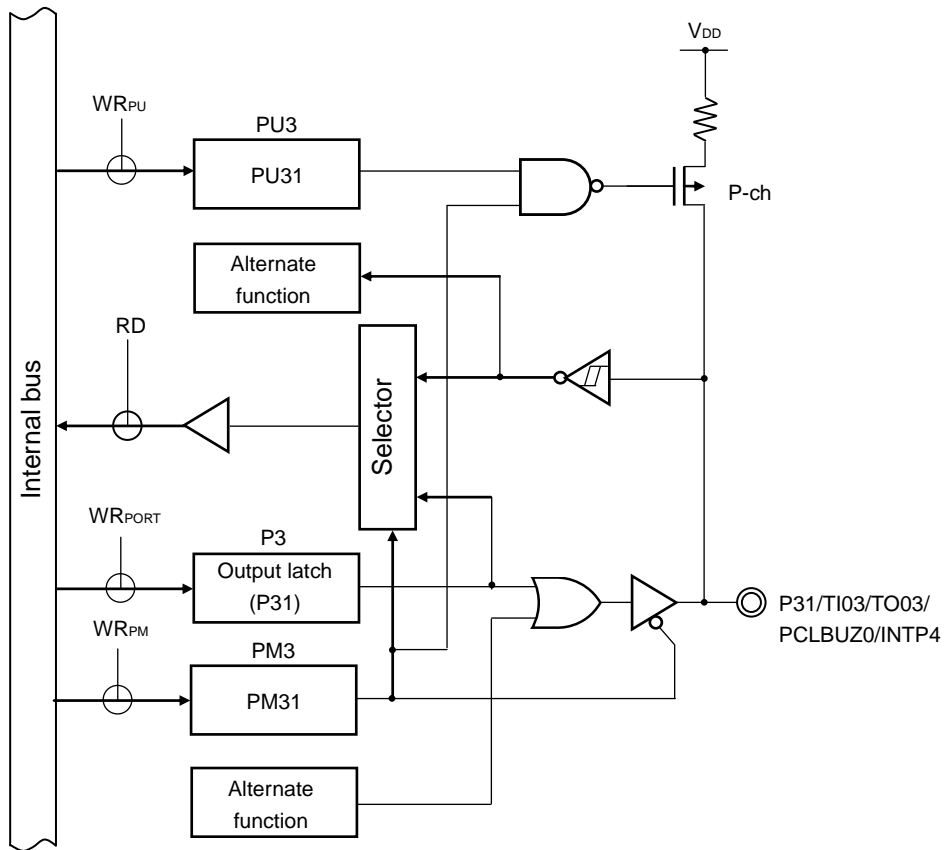 VDD
WRPU
PU3
PU31
P-ch
Alternate
function
RD
Selector
Internal bus
WRPORT
P3
Output latch
(P31)
P31/TI03/TO03/
PCLBUZ0/INTP4
WRPM
PM3
PM31
Alternate
function